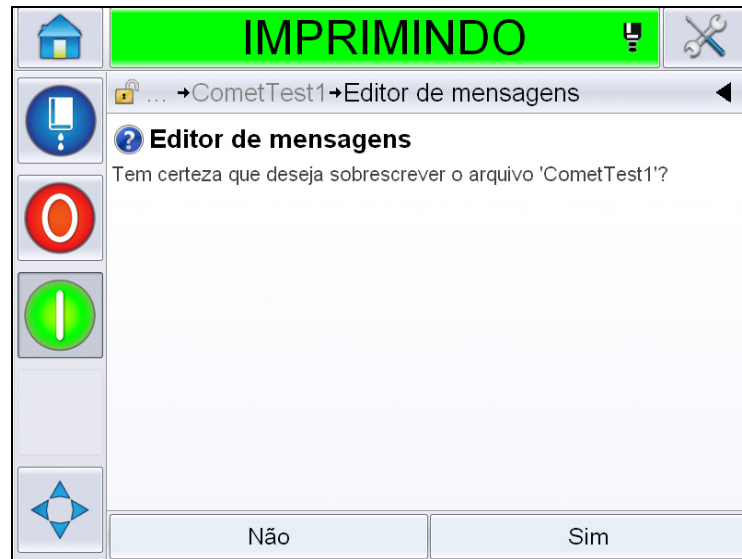 IMPRIMINDO
... →CometTest1→Editor de mensagens
Editor de mensagens
Tem certeza que deseja sobrescrever o arquivo 'CometTest1'?
Não
Sim